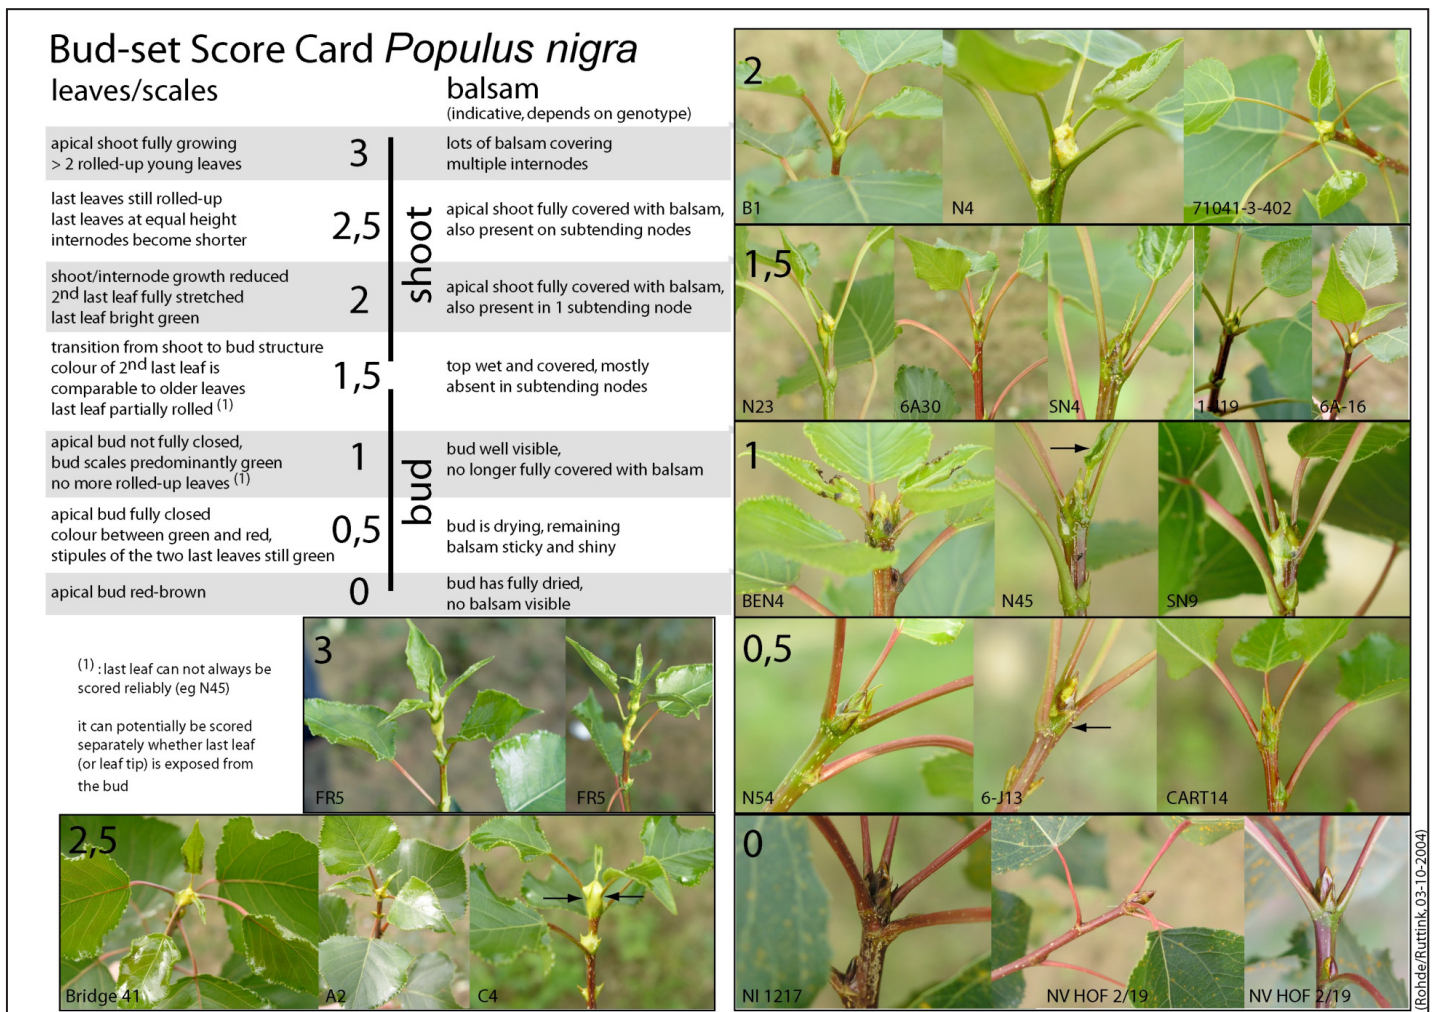 Bud-set Score Card Populus nigra
leaves/scales
balsam
(indicative, depends on genotype)
apical shoot fully growing
> 2 rolled-up young leaves
3
lots of balsam covering
multiple internodes
last leaves still rolled-up
last leaves at equal height
internodes become shorter
2,5
apical shoot fully covered with balsam,
also present on subtending nodes
shoot/internode growth reduced
2nd last leaf fully stretched
last leaf bright green
2
apical shoot fully covered with balsam,
also present in 1 subtending node
shoot
transition from shoot to bud structure
colour of 2nd last leaf is
comparable to older leaves
last leaf partially rolled (1)
1,5
top wet and covered, mostly
absent in subtending nodes
apical bud not fully closed,
bud scales predominantly green
no more rolled-up leaves (1)
1
bud well visible,
no longer fully covered with balsam
bud
apical bud fully closed
colour between green and red,
stipules of the two last leaves still green
0,5
bud is drying, remaining
balsam sticky and shiny
apical bud red-brown
0
bud has fully dried,
no balsam visible
(1) : last leaf can not always be
scored reliably (eg N45)
it can potentially be scored
separately whether last leaf
(or leaf tip) is exposed from
the bud
3
FR5
FR5
2,5
Bridge 41
A2
C4
2
B1
N4
71041-3-402
1,5
N23
6A30
SN4
6A-16
1
BEN4
N45
SN9
0,5
N54
6-J13
CART14
0
NI 1217
NV HOF 2/19
NV HOF 2/19
(Rohde/Ruttink, 03-10-2004)